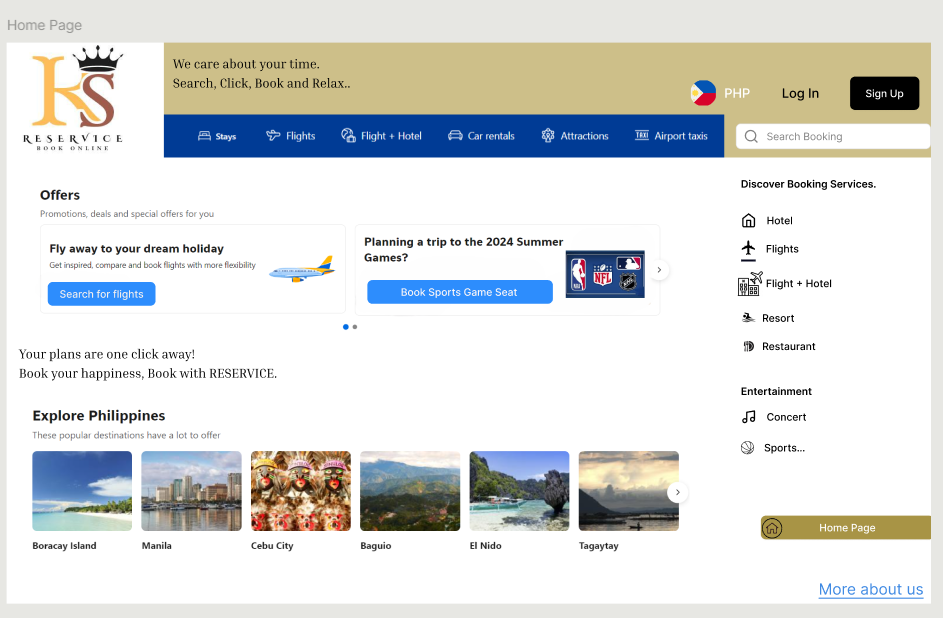 Home Page
KS
RESERVICE
BOOK ONLINE
We care about your time.
Search, Click, Book and Relax..
PHP
Log In
Sign Up
Stays
Flights
Flight + Hotel
Car rentals
Attractions
TAXI
Airport taxis
Search Booking
Offers
Promotions, deals and special offers for you
Fly away to your dream holiday
Get inspired, compare and book flights with more flexibility
Search for flights
Planning a trip to the 2024 Summer
Games?
Book Sports Game Seat
NBA
NFL
NHL
Your plans are one click away!
Book your happiness, Book with RESERVICE.
Explore Philippines
These popular destinations have a lot to offer
Boracay Island
Manila
Cebu City
Baguio
El Nido
Tagaytay
Discover Booking Services.
Hotel
Flights
Flight + Hotel
Resort
Restaurant
Entertainment
Concert
Sports...
Home Page
More about us